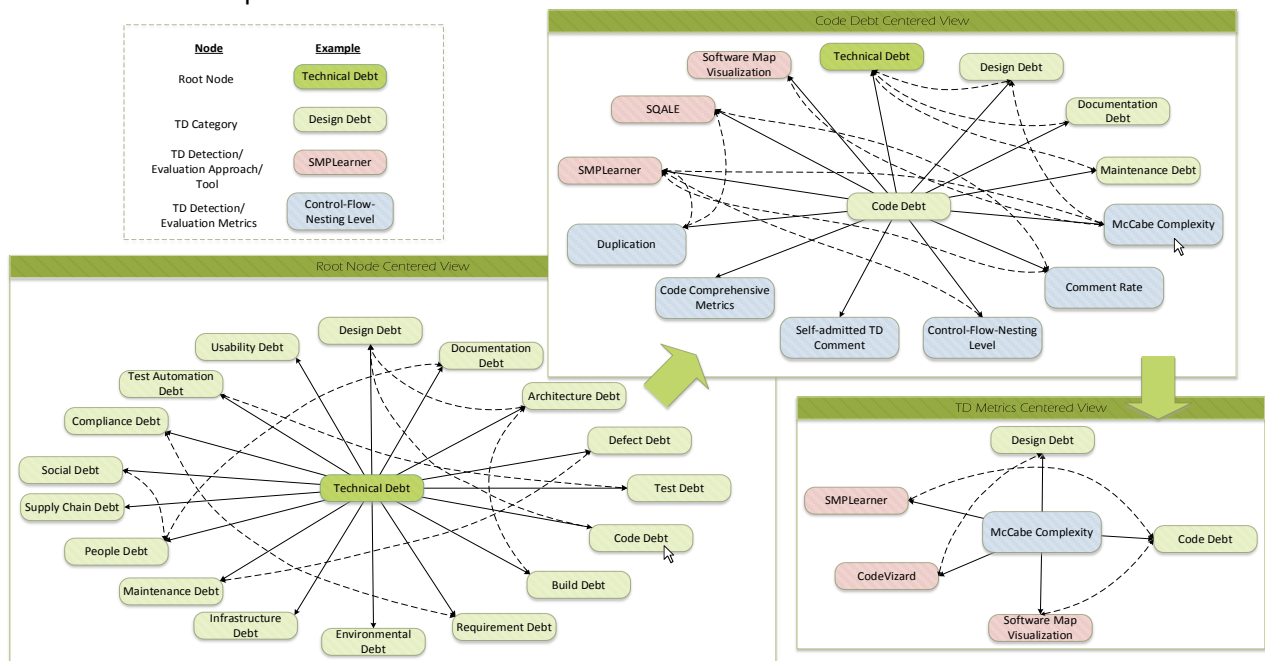 Node
Example
Root Node
Technical Debt
TD Category
Design Debt
TD Detection/
Evaluation Approach/
Tool
SMPLearner
TD Detection/
Evaluation Metrics
Control-Flow-
Nesting Level
Code Debt Centered View
Software Map
Visualization
Technical Debt
Design Debt
SQALE
Documentation
Debt
SMPLearner
Maintenance Debt
Code Debt
McCabe Complexity
Duplication
Code Comprehensive
Metrics
Comment Rate
Self-admitted TD
Comment
Control-Flow-Nesting
Level
Root Node Centered View
Design Debt
Usability Debt
Documentation
Debt
Test Automation
Debt
Architecture Debt
Compliance Debt
Defect Debt
Social Debt
Technical Debt
Test Debt
Supply Chain Debt
People Debt
Code Debt
Maintenance Debt
Build Debt
Infrastructure
Debt
Environmental
Debt
Requirement Debt
TD Metrics Centered View
Design Debt
SMPLearner
McCabe Complexity
Code Debt
CodeVizard
Software Map
Visualization